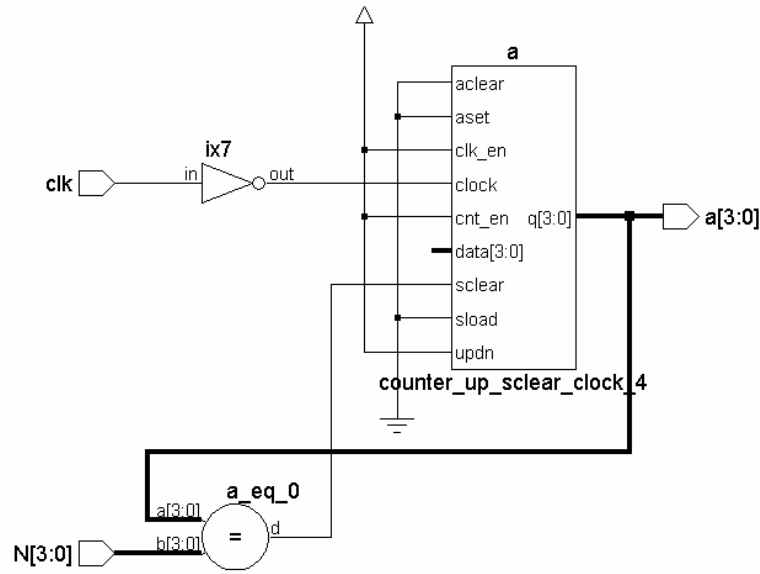 a
aclear
aset
ix7
clk_en
clk
in
out
clock
cnt_en
q[3:0]
a[3:0]
data[3:0]
sclear
sload
updn
counter_up_sclear_clock_4
a_eq_0
a[3:0]
d
=
N[3:0]
b[3:0]